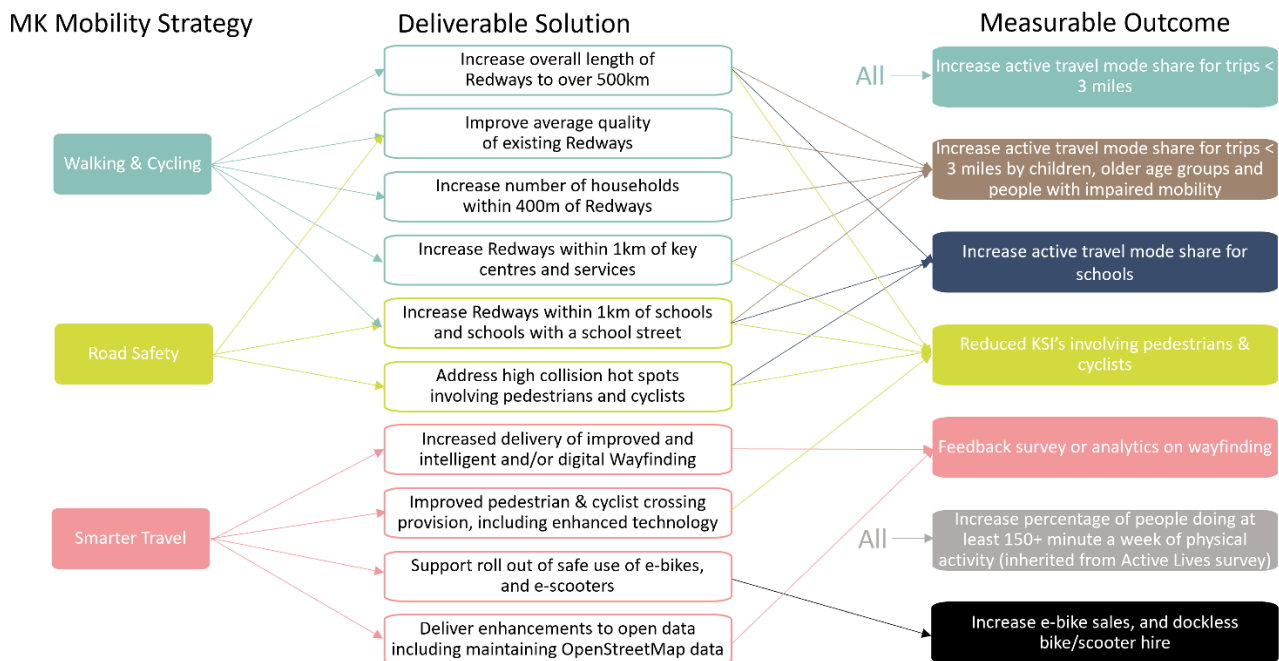 MK Mobility Strategy
Deliverable Solution
Measurable Outcome
Walking & Cycling
Road Safety
Smarter Travel
Increase overall length of
Redways to over 500km
Improve average quality
of existing Redways
Increase number of households
within 400m of Redways
Increase Redways within 1km of key
centres and services
Increase Redways within 1km of schools
and schools with a school street
Address high collision hot spots
involving pedestrians and cyclists
Increased delivery of improved and
intelligent and/or digital Wayfinding
Improved pedestrian & cyclist crossing
provision, including enhanced technology
Support roll out of safe use of e-bikes,
and e-scooters
Deliver enhancements to open data
including maintaining OpenStreetMap data
All
Increase active travel mode share for trips <
3 miles
Increase active travel mode share for trips <
3 miles by children, older age groups and
people with impaired mobility
Increase active travel mode share for
schools
Reduced KSI's involving pedestrians &
cyclists
Feedback survey or analytics on wayfinding
All
Increase percentage of people doing at
least 150+ minute a week of physical
activity (inherited from Active Lives survey)
Increase e-bike sales, and dockless
bike/scooter hire